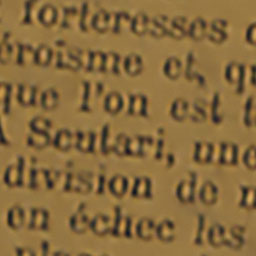 forteresses
éroïsme et,
que l'on est
A Scutari, une
division de
en échec les